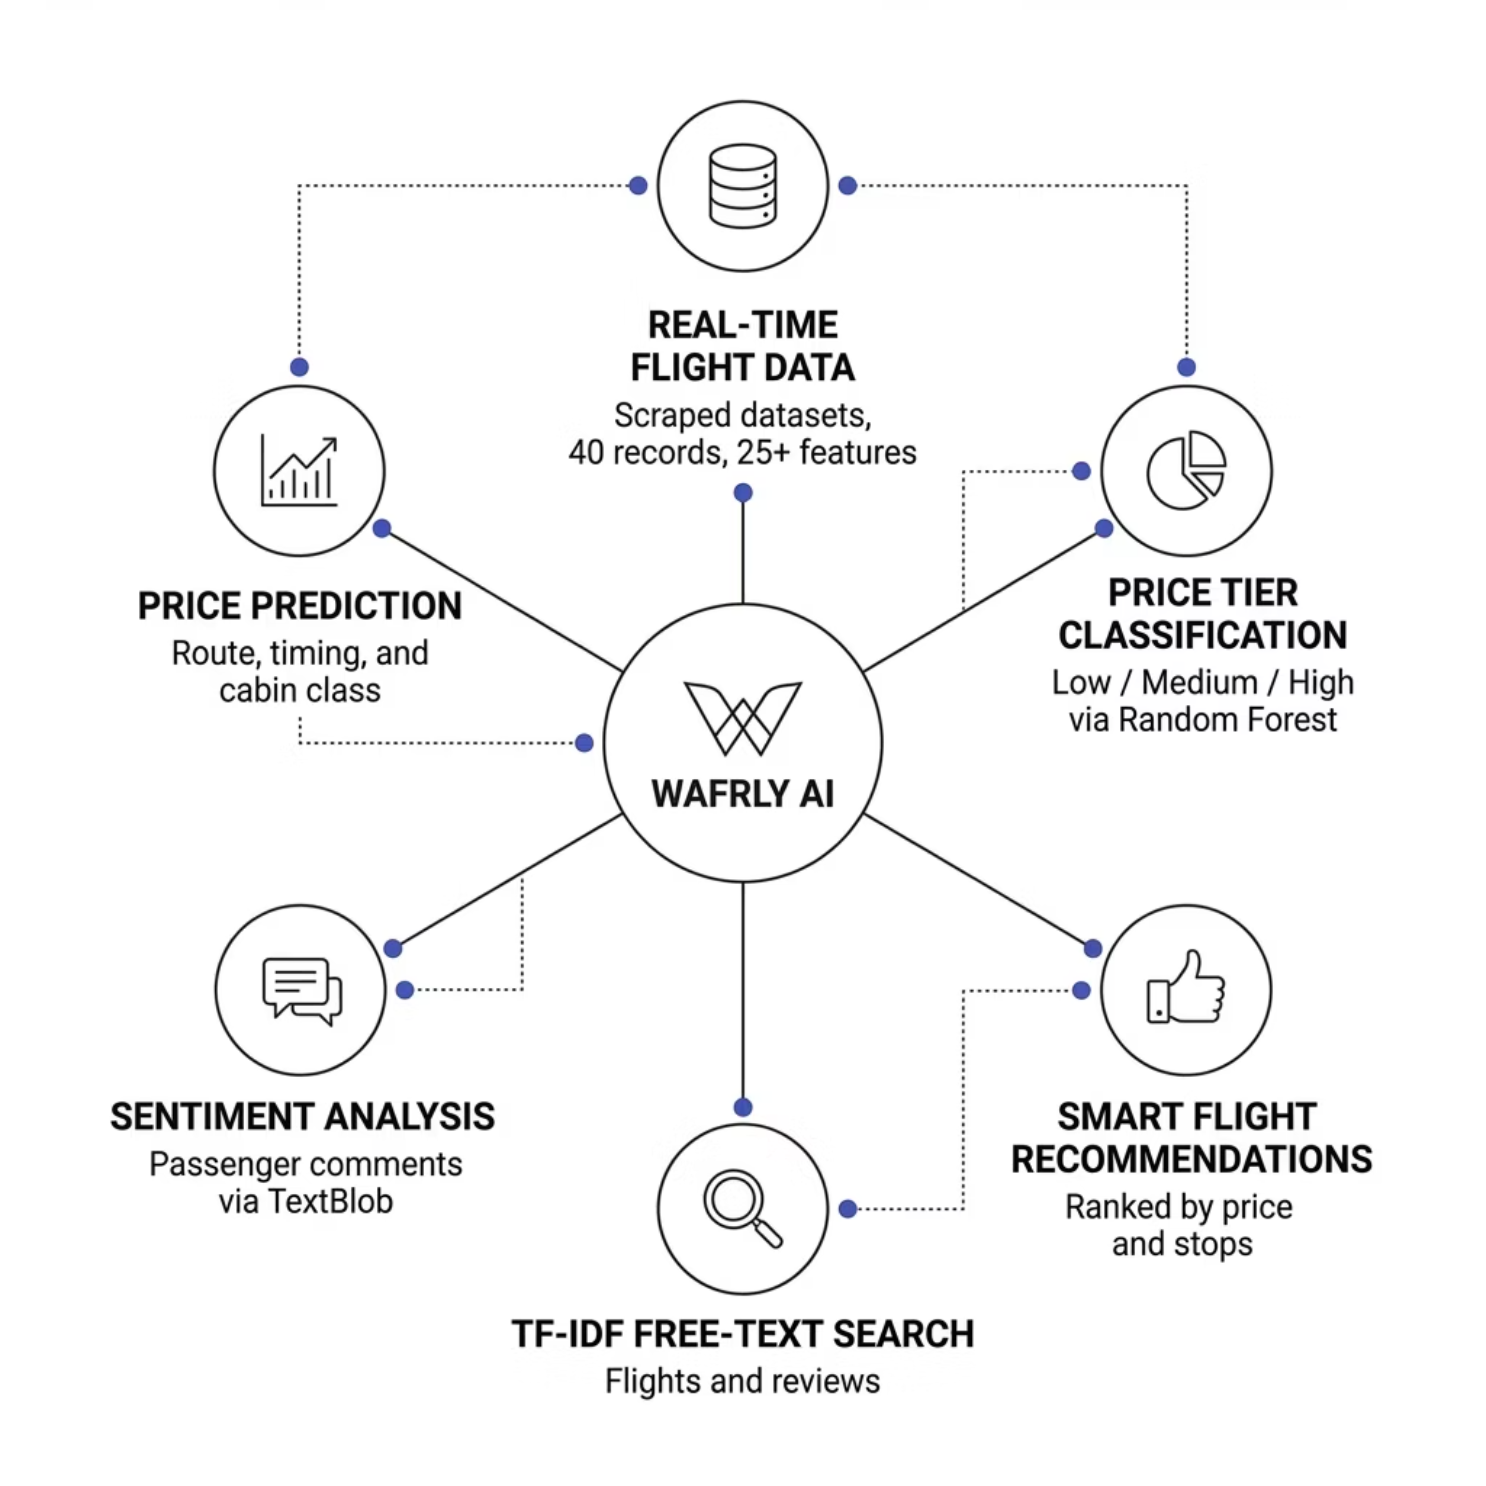 REAL-TIME
FLIGHT DATA
Scraped datasets,
40 records, 25+ features
PRICE PREDICTION
Route, timing, and
cabin class
PRICE TIER
CLASSIFICATION
Low / Medium / High
via Random Forest
WAFRLY AI
SENTIMENT ANALYSIS
Passenger comments
via TextBlob
SMART FLIGHT
RECOMMENDATIONS
Ranked by price
and stops
TF-IDF FREE-TEXT SEARCH
Flights and reviews